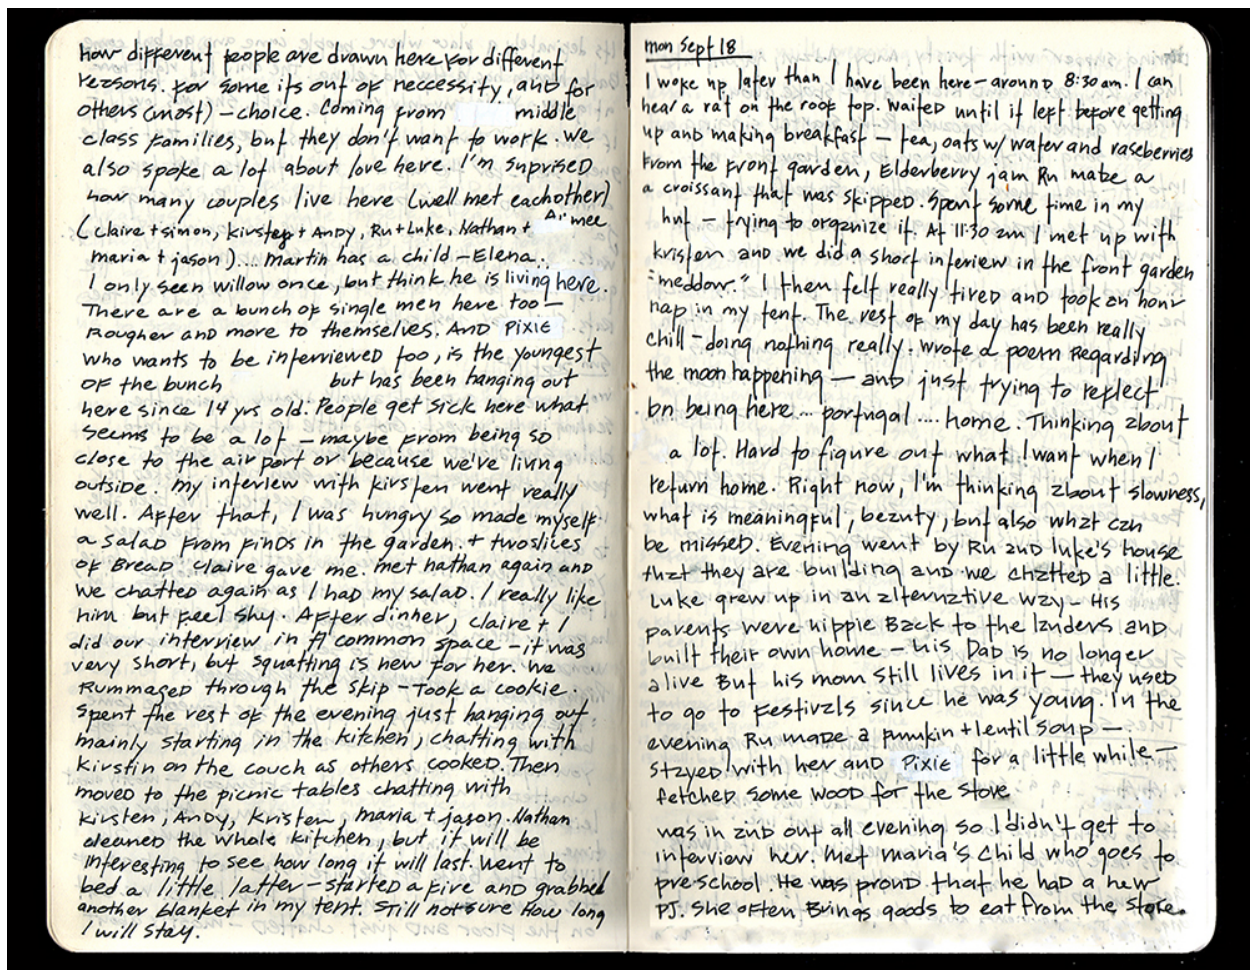 how different people are drawn here for different
reasons. for some its out of neccessity, and for
others (most) – choice. Coming from middle
class families, but they don't want to work. We
also spoke a lot about love here. I'm suprised
how many couples live here (well met eachother)
(claire + simon, Kirsten + Andy, Ru + Luke, Nathan + Aimee
maria + jason)... Martin has a child – Elena.
I only seen willow once, but think he is living here.
There are a bunch of single men here too –
Rougher and more to themselves. And Pixie
who wants to be interviewed too, is the youngest
of the bunch but has been hanging out
here since 14 yrs old. People get sick here what
seems to be a lot – maybe from being so
close to the airport or because we've living
outside. my interview with kirsten went really
well. After that, I was hungry so made myself
a salad from finds in the garden. + two slices
of Bread claire gave me. met nathan again and
we chatted again as I had my salad. I really like
him but feel shy. After dinner, claire + I
did our interview in A common space – it was
very short, but squatting is new for her. We
Rummaged through the skip – Took a cookie.
Spent the rest of the evening just hanging out
mainly starting in the kitchen, chatting with
Kirstin on the couch as others cooked. Then
moved to the picnic tables chatting with
kirsten, Andy, Kristen, maria + jason. Nathan
cleaned the whole kitchen, but it will be
interesting to see how long it will last. Went to
bed a little latter – started a fire and grabbed
another blanket in my tent. Still not sure How long
I will stay.
mon Sept 18
I woke up later than I have been here – around 8:30 am. I can
hear a rat on the roof top. Waited until it left before getting
up and making breakfast – tea, oats w/ water and raseberries
from the front garden, Elderberry jam Ru mabe a
a croissant that was skipped. Spent some time in my
hut – trying to organize it. At 11:30 am I met up with
kristen and we did a short inferview in the front garden
"meddow." I then felt really tired and took an hour
nap in my tent. The rest of my day has been really
chill – doing nothing really. Wrote a poem Regarding
the moon happening – and just trying to reflect
on being here ... portugal .... home. Thinking about
a lot. Hard to figure out what I want when I
return home. Right now, I'm thinking about slowness,
what is meaningful, beauty, but also what can
be missed. Evening went by Ru and luke's house
that they are building and we chatted a little.
Luke grew up in an alternative way – His
parents were hippie Back to the landers and
built their own home – his Dad is no longer
alive But his mom still lives in it – they used
to go to Festivals since he was young. In the
evening Ru made a pumkin + lentil soup –
stayed with her and Pixie for a little while –
fetched some wood for the stove
was in and out all evening so I didn't get to
interview her. Met maria's child who goes to
preschool. He was proud that he had a new
PJ. She often Brings goods to eat from the store.